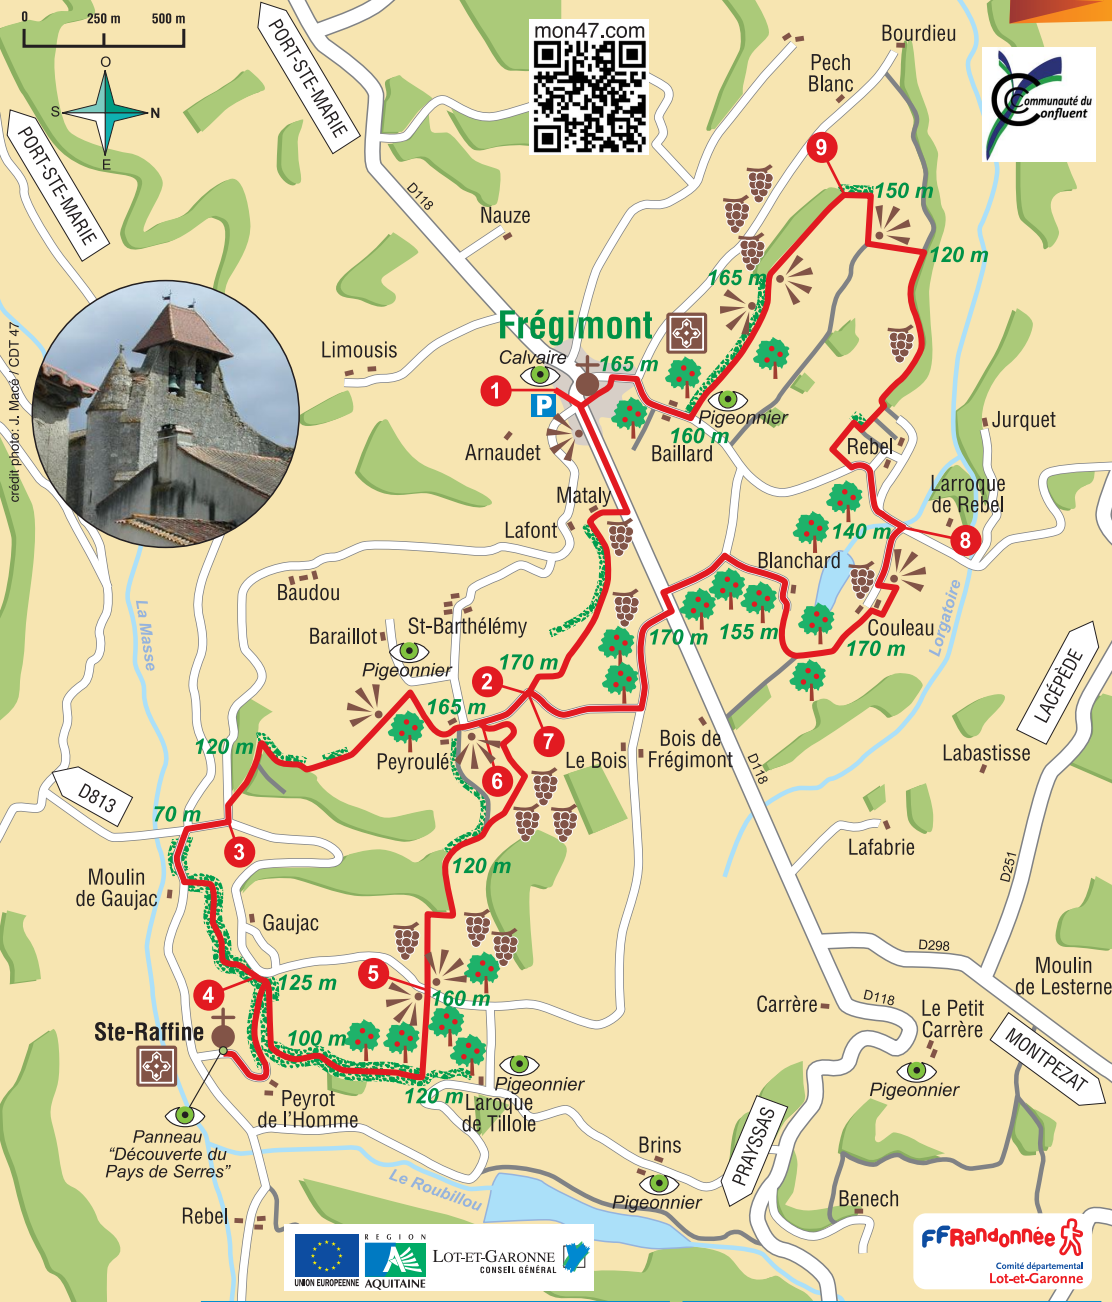 0 250 m 500 m
O
S
N
E
PORT-STE-MARIE
PORT-STE-MARIE
mon47.com
Bourdieu
Pech
Blanc
Communauté du
Confluent
9
150 m
D118
Nauze
120 m
165 m
crédit photo: J. Macé / CDT 47
Frégimont
Limousis
Calvaire
165 m
1
P
Pigeonnier
160 m
Arnaudet
Baillard
Rebel
Jurquet
Mataly
Larroque
de Rebel
Lafont
140 m
8
Blanchard
Baudou
La Masse
St-Barthélémy
Baraillot
Pigeonnier
170 m
155 m
Couleau
170 m
Lorgatoire
170 m
2
165 m
LACÉPÈDE
120 m
7
Peyroulé
6
Le Bois
Bois de
Frégimont
D118
Labastisse
D813
70 m
3
Lafabrie
120 m
D251
Moulin
de Gaujac
Gaujac
D298
5
Moulin
de Lesterne
4
125 m
160 m
Carrère
D118
Le Petit
Carrère
Ste-Raffine
100 m
MONTPEZAT
Pigeonnier
Pigeonnier
120 m
Peyrot
de l'Homme
Laroque
de Tillole
Panneau
"Découverte du
Pays de Serres"
PRAYSSAS
Brins
Le Roubillou
Pigeonnier
Benech
Rebel
UNION EUROPEENNE
REGION
AQUITAINE
LOT-ET-GARONNE
CONSEIL GÉNÉRAL
FFRandonnée
Comité départemental
Lot-et-Garonne